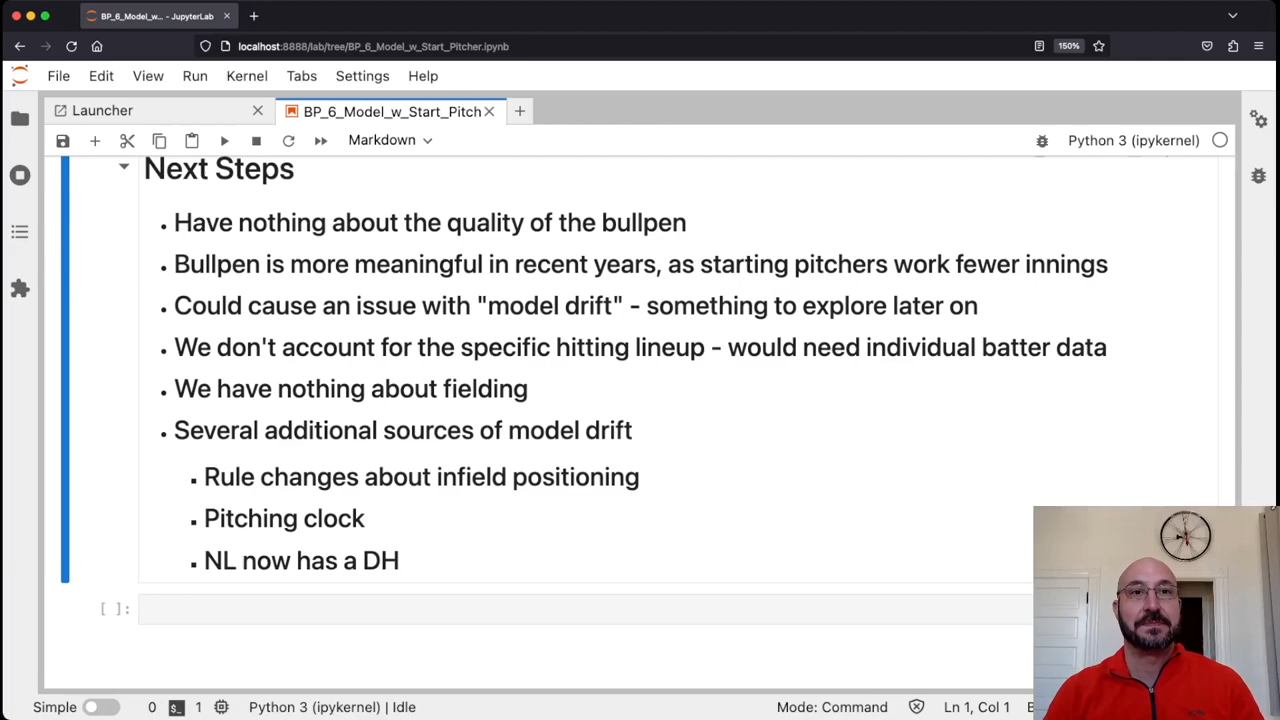 BP_6_Model_w... - JupyterLab
localhost:8888/lab/tree/BP_6_Model_w_Start_Pitcher.ipynb
150%
File Edit View Run Kernel Tabs Settings Help
Launcher
BP_6_Model_w_Start_Pitch
Markdown
Python 3 (ipykernel)
Next Steps
• Have nothing about the quality of the bullpen
• Bullpen is more meaningful in recent years, as starting pitchers work fewer innings
• Could cause an issue with "model drift" - something to explore later on
• We don't account for the specific hitting lineup - would need individual batter data
• We have nothing about fielding
• Several additional sources of model drift
▪ Rule changes about infield positioning
▪ Pitching clock
▪ NL now has a DH
[ ]:
Simple 0 $_ 1 Python 3 (ipykernel) | Idle Mode: Command Ln 1, Col 1